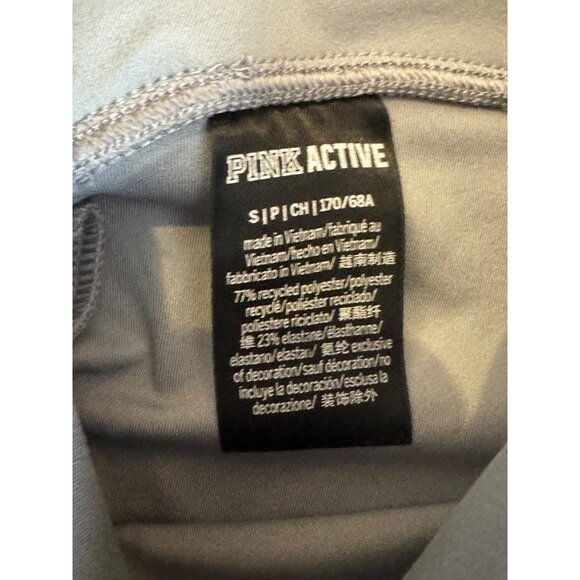 PINK ACTIVE
S|P|CH|170/68A
made in Vietnam/fabriqué au
Vietnam/hecho en Vietnam/
fabbricato in Vietnam/ 越南制造
77% recycled polyester/polyester
recyclé/poliéster reciclado/
poliestere riciclato/ 聚酯纤
维 23% elastane/élasthanne/
elastano/elastan/ 氨纶 exclusive
of decoration/sauf décoration/no
incluye la decoración/esclusa la
decorazione/ 装饰除外